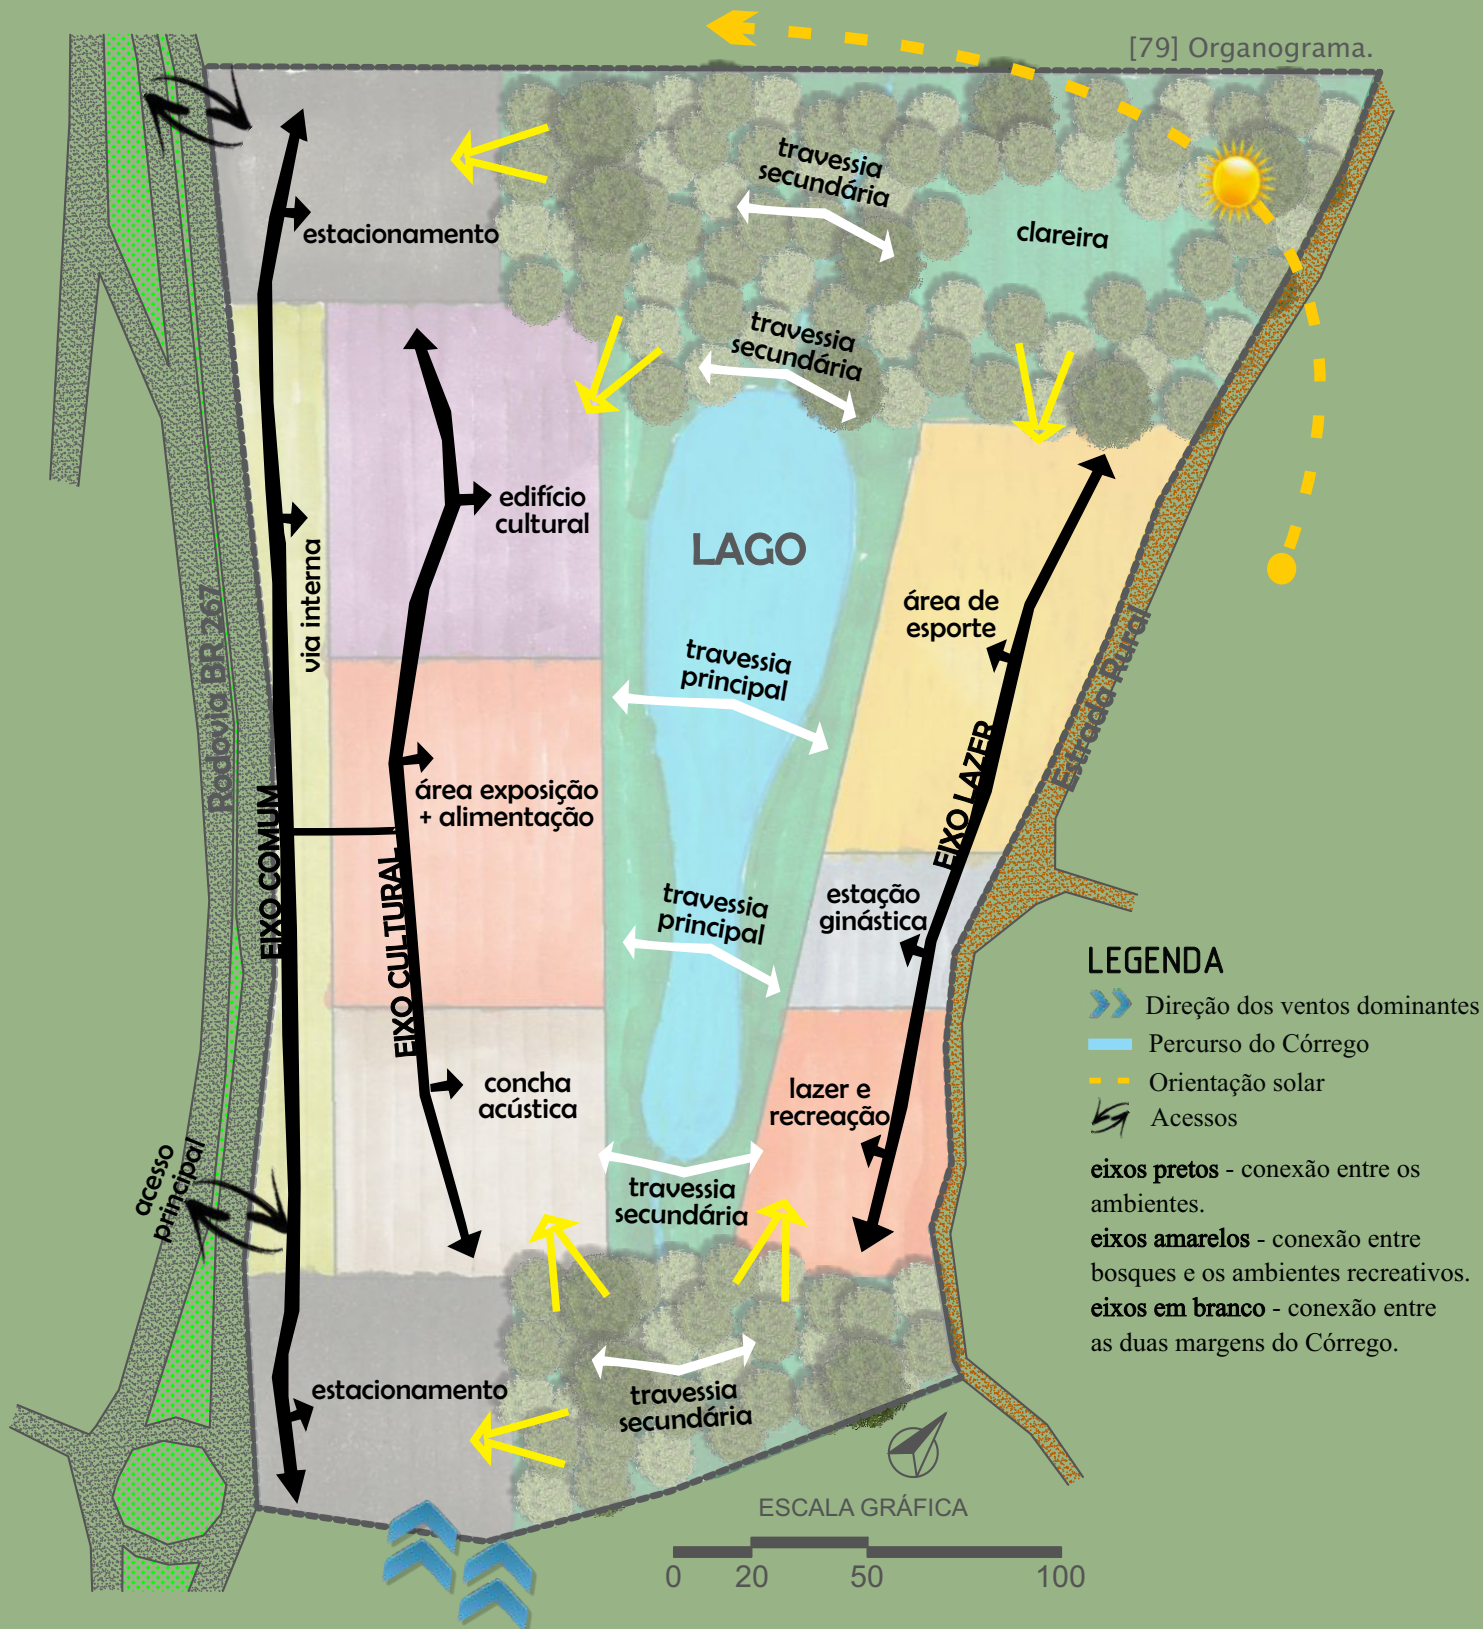 [79] Organograma.
travessia
secundária
estacionamento
clareira
travessia
secundária
edifício
cultural
LAGO
via interna
Rodovia BR 267
área de
esporte
Estrada Rural
travessia
principal
EIXO LAZER
área exposição
+ alimentação
EIXO COMUM
EIXO CULTURAL
travessia
principal
estação
ginástica
LEGENDA
Direção dos ventos dominantes
Percurso do Córrego
Orientação solar
Acessos
eixos pretos - conexão entre os
ambientes.
eixos amarelos - conexão entre
bosques e os ambientes recreativos.
eixos em branco - conexão entre
as duas margens do Córrego.
concha
acústica
lazer e
recreação
acesso
principal
travessia
secundária
estacionamento
travessia
secundária
ESCALA GRÁFICA
0 20 50 100